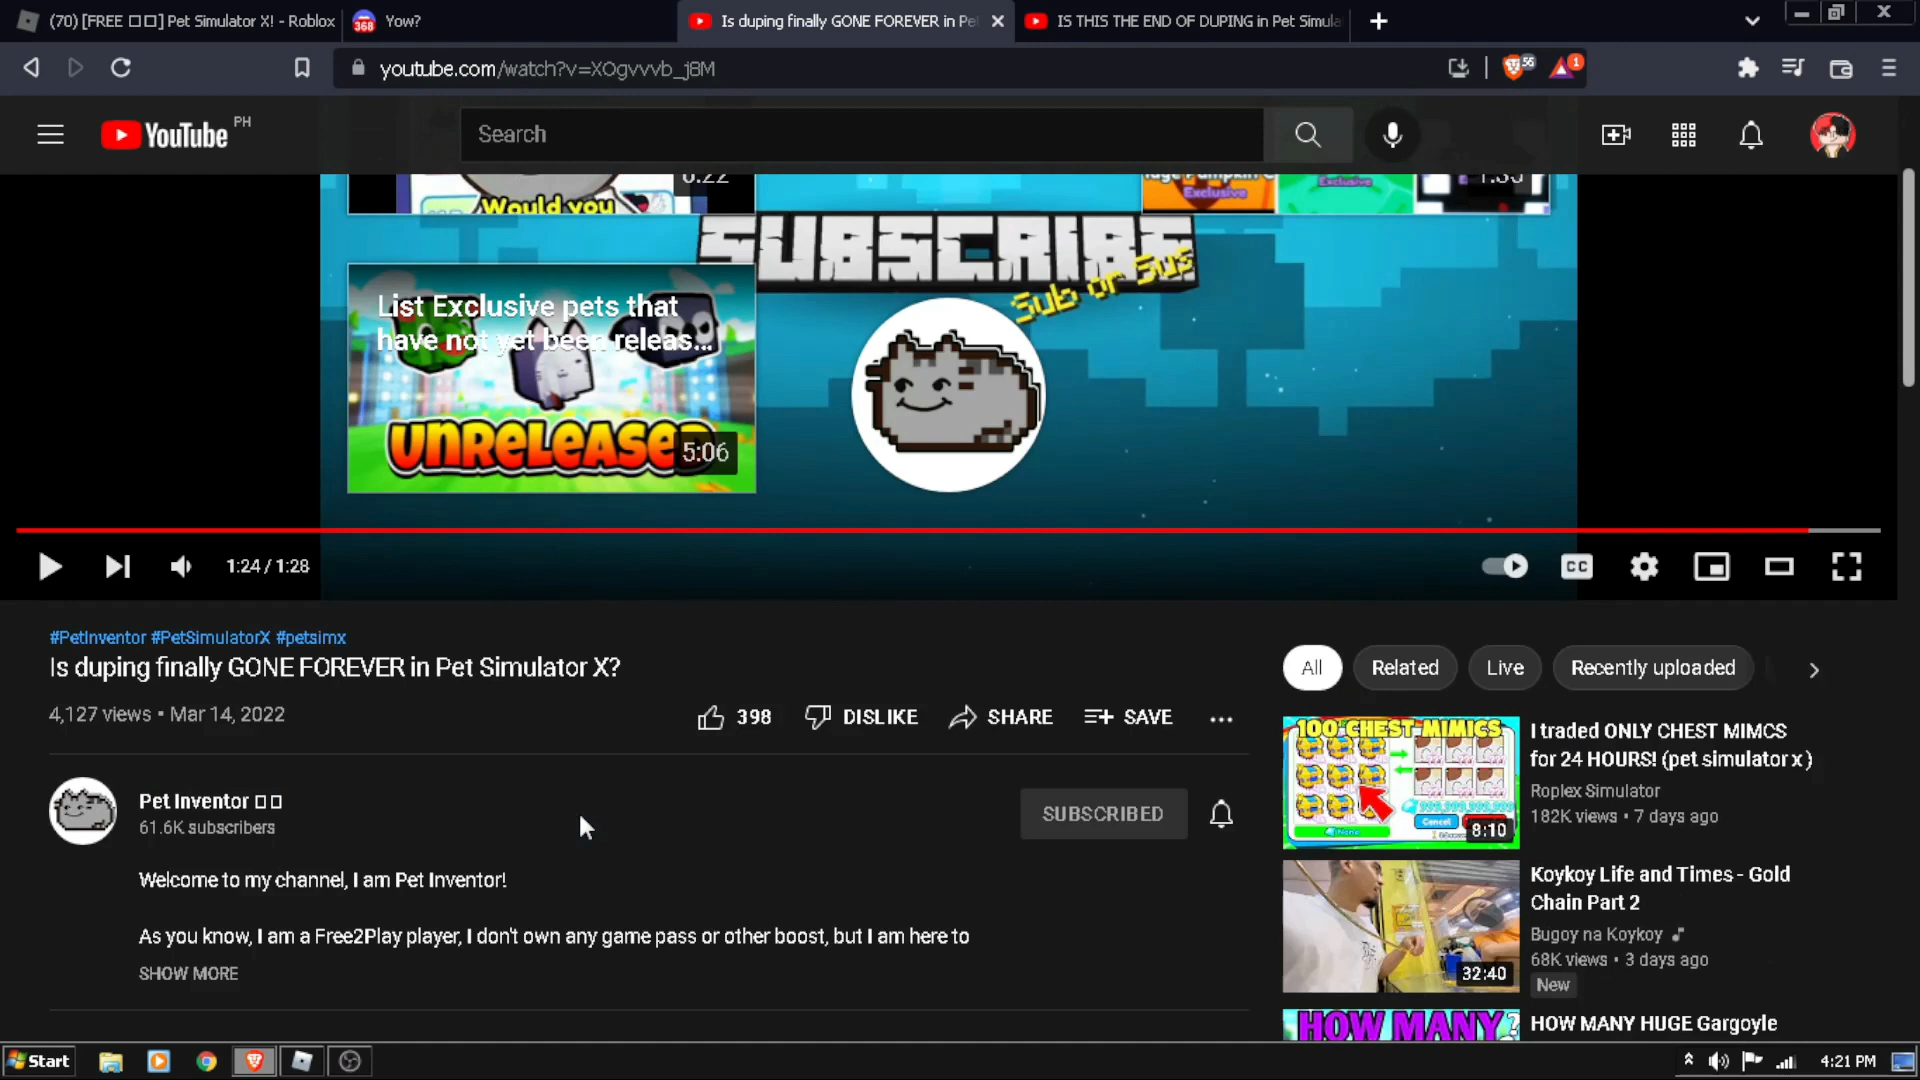 (70) [FREE □□] Pet Simulator X! - Roblox
368
Yow?
Is duping finally GONE FOREVER in Pe
IS THIS THE END OF DUPING in Pet Simula
youtube.com/watch?v=XOgvvvb_j8M
56
1
YouTube
PH
Search
Would you
Exclusive
Exclusive
SUBSCRIBE
Sub or Sus
List Exclusive pets that
have not yet been releas...
UNRELEASED
5:06
1:24 / 1:28
CC
#PetInventor #PetSimulatorX #petsimx
Is duping finally GONE FOREVER in Pet Simulator X?
4,127 views • Mar 14, 2022
398
DISLIKE
SHARE
SAVE
Pet Inventor □□
61.6K subscribers
SUBSCRIBED
Welcome to my channel, I am Pet Inventor!
As you know, I am a Free2Play player, I don't own any game pass or other boost, but I am here to
SHOW MORE
All
Related
Live
Recently uploaded
100 CHEST MIMICS
None
Cancel
8:10
I traded ONLY CHEST MIMCS
for 24 HOURS! (pet simulator x )
Roplex Simulator
182K views • 7 days ago
32:40
Koykoy Life and Times - Gold
Chain Part 2
Bugoy na Koykoy
68K views • 3 days ago
New
HOW MANY?
HOW MANY HUGE Gargoyle
Start
4:21 PM